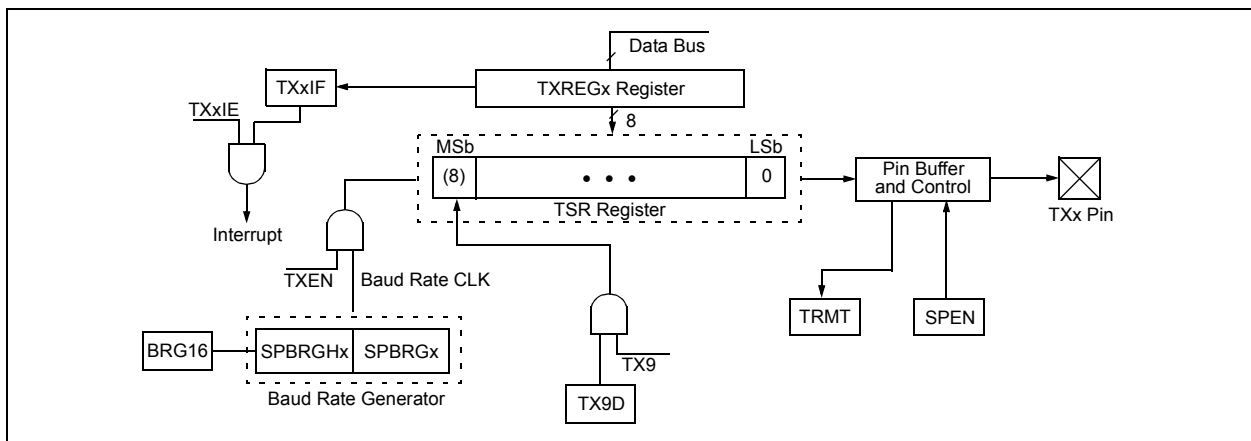 Data Bus
TXxIF
TXREGx Register
TXxIE
8
MSb
LSb
(8)
• • •
0
Pin Buffer
and Control
TSR Register
TXx Pin
Interrupt
TXEN
Baud Rate CLK
TRMT
SPEN
BRG16
SPBRGHx
SPBRGx
TX9
Baud Rate Generator
TX9D